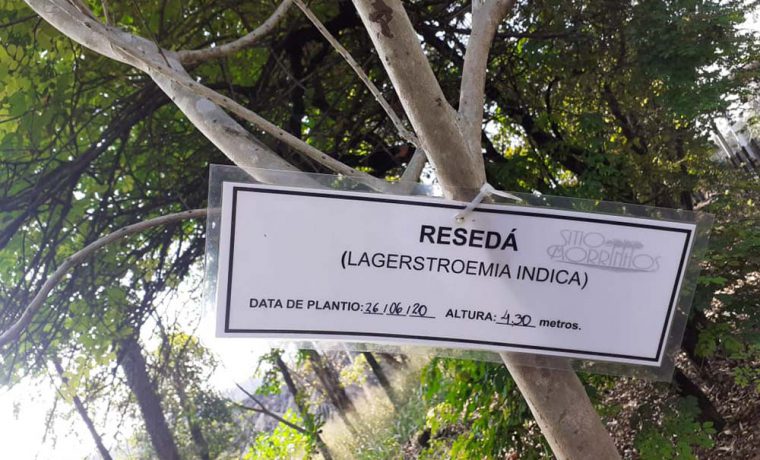 RESEDÁ
SITIO
MORRINHOS
(LAGERSTROEMIA INDICA)
DATA DE PLANTIO: 26/06/20 ALTURA: 4,30 metros.